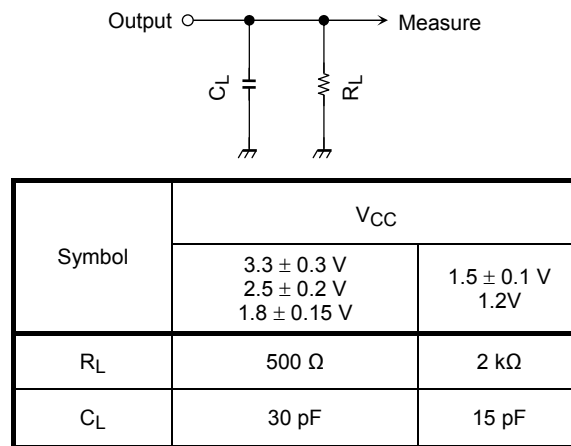 Output
Measure
CL
RL
Symbol
VCC
3.3 ± 0.3 V
2.5 ± 0.2 V
1.8 ± 0.15 V
1.5 ± 0.1 V
1.2V
RL
500 Ω
2 kΩ
CL
30 pF
15 pF